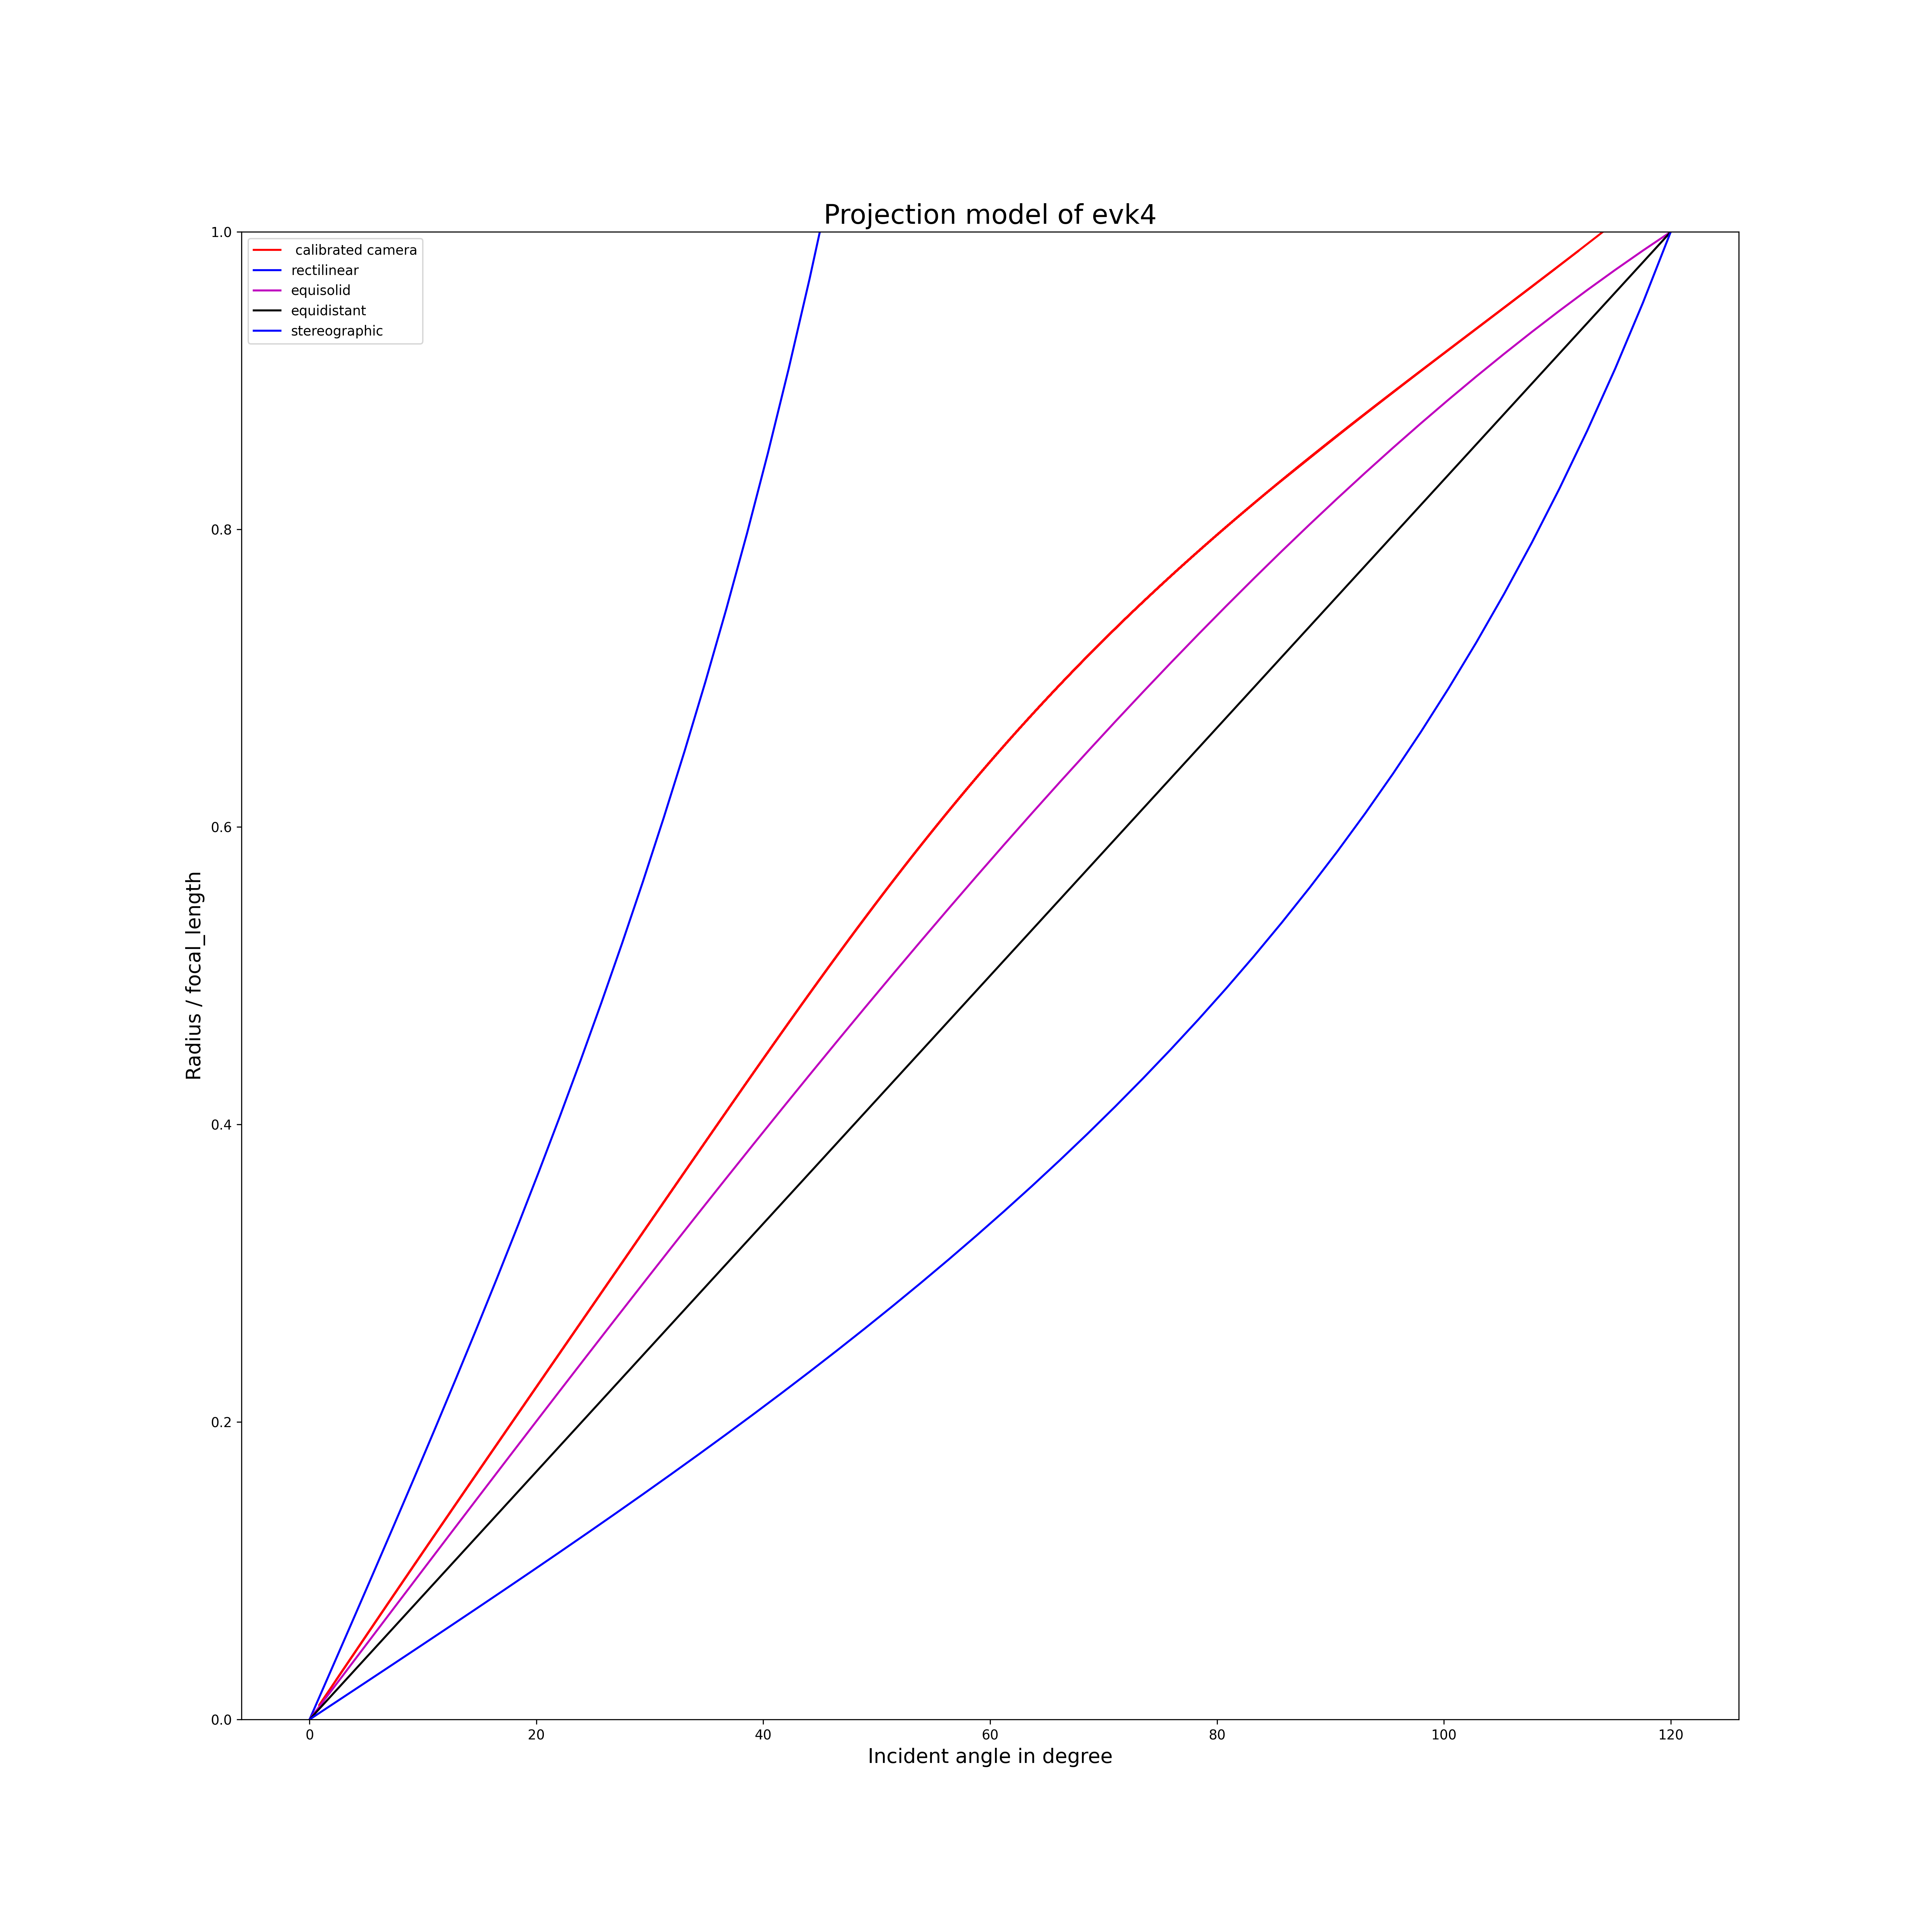 Projection model of evk4
1.0
0.8
0.6
0.4
0.2
0.0
calibrated camera
rectilinear
equisolid
equidistant
stereographic
Radius / focal_length
0 20 40 60 80 100 120
Incident angle in degree